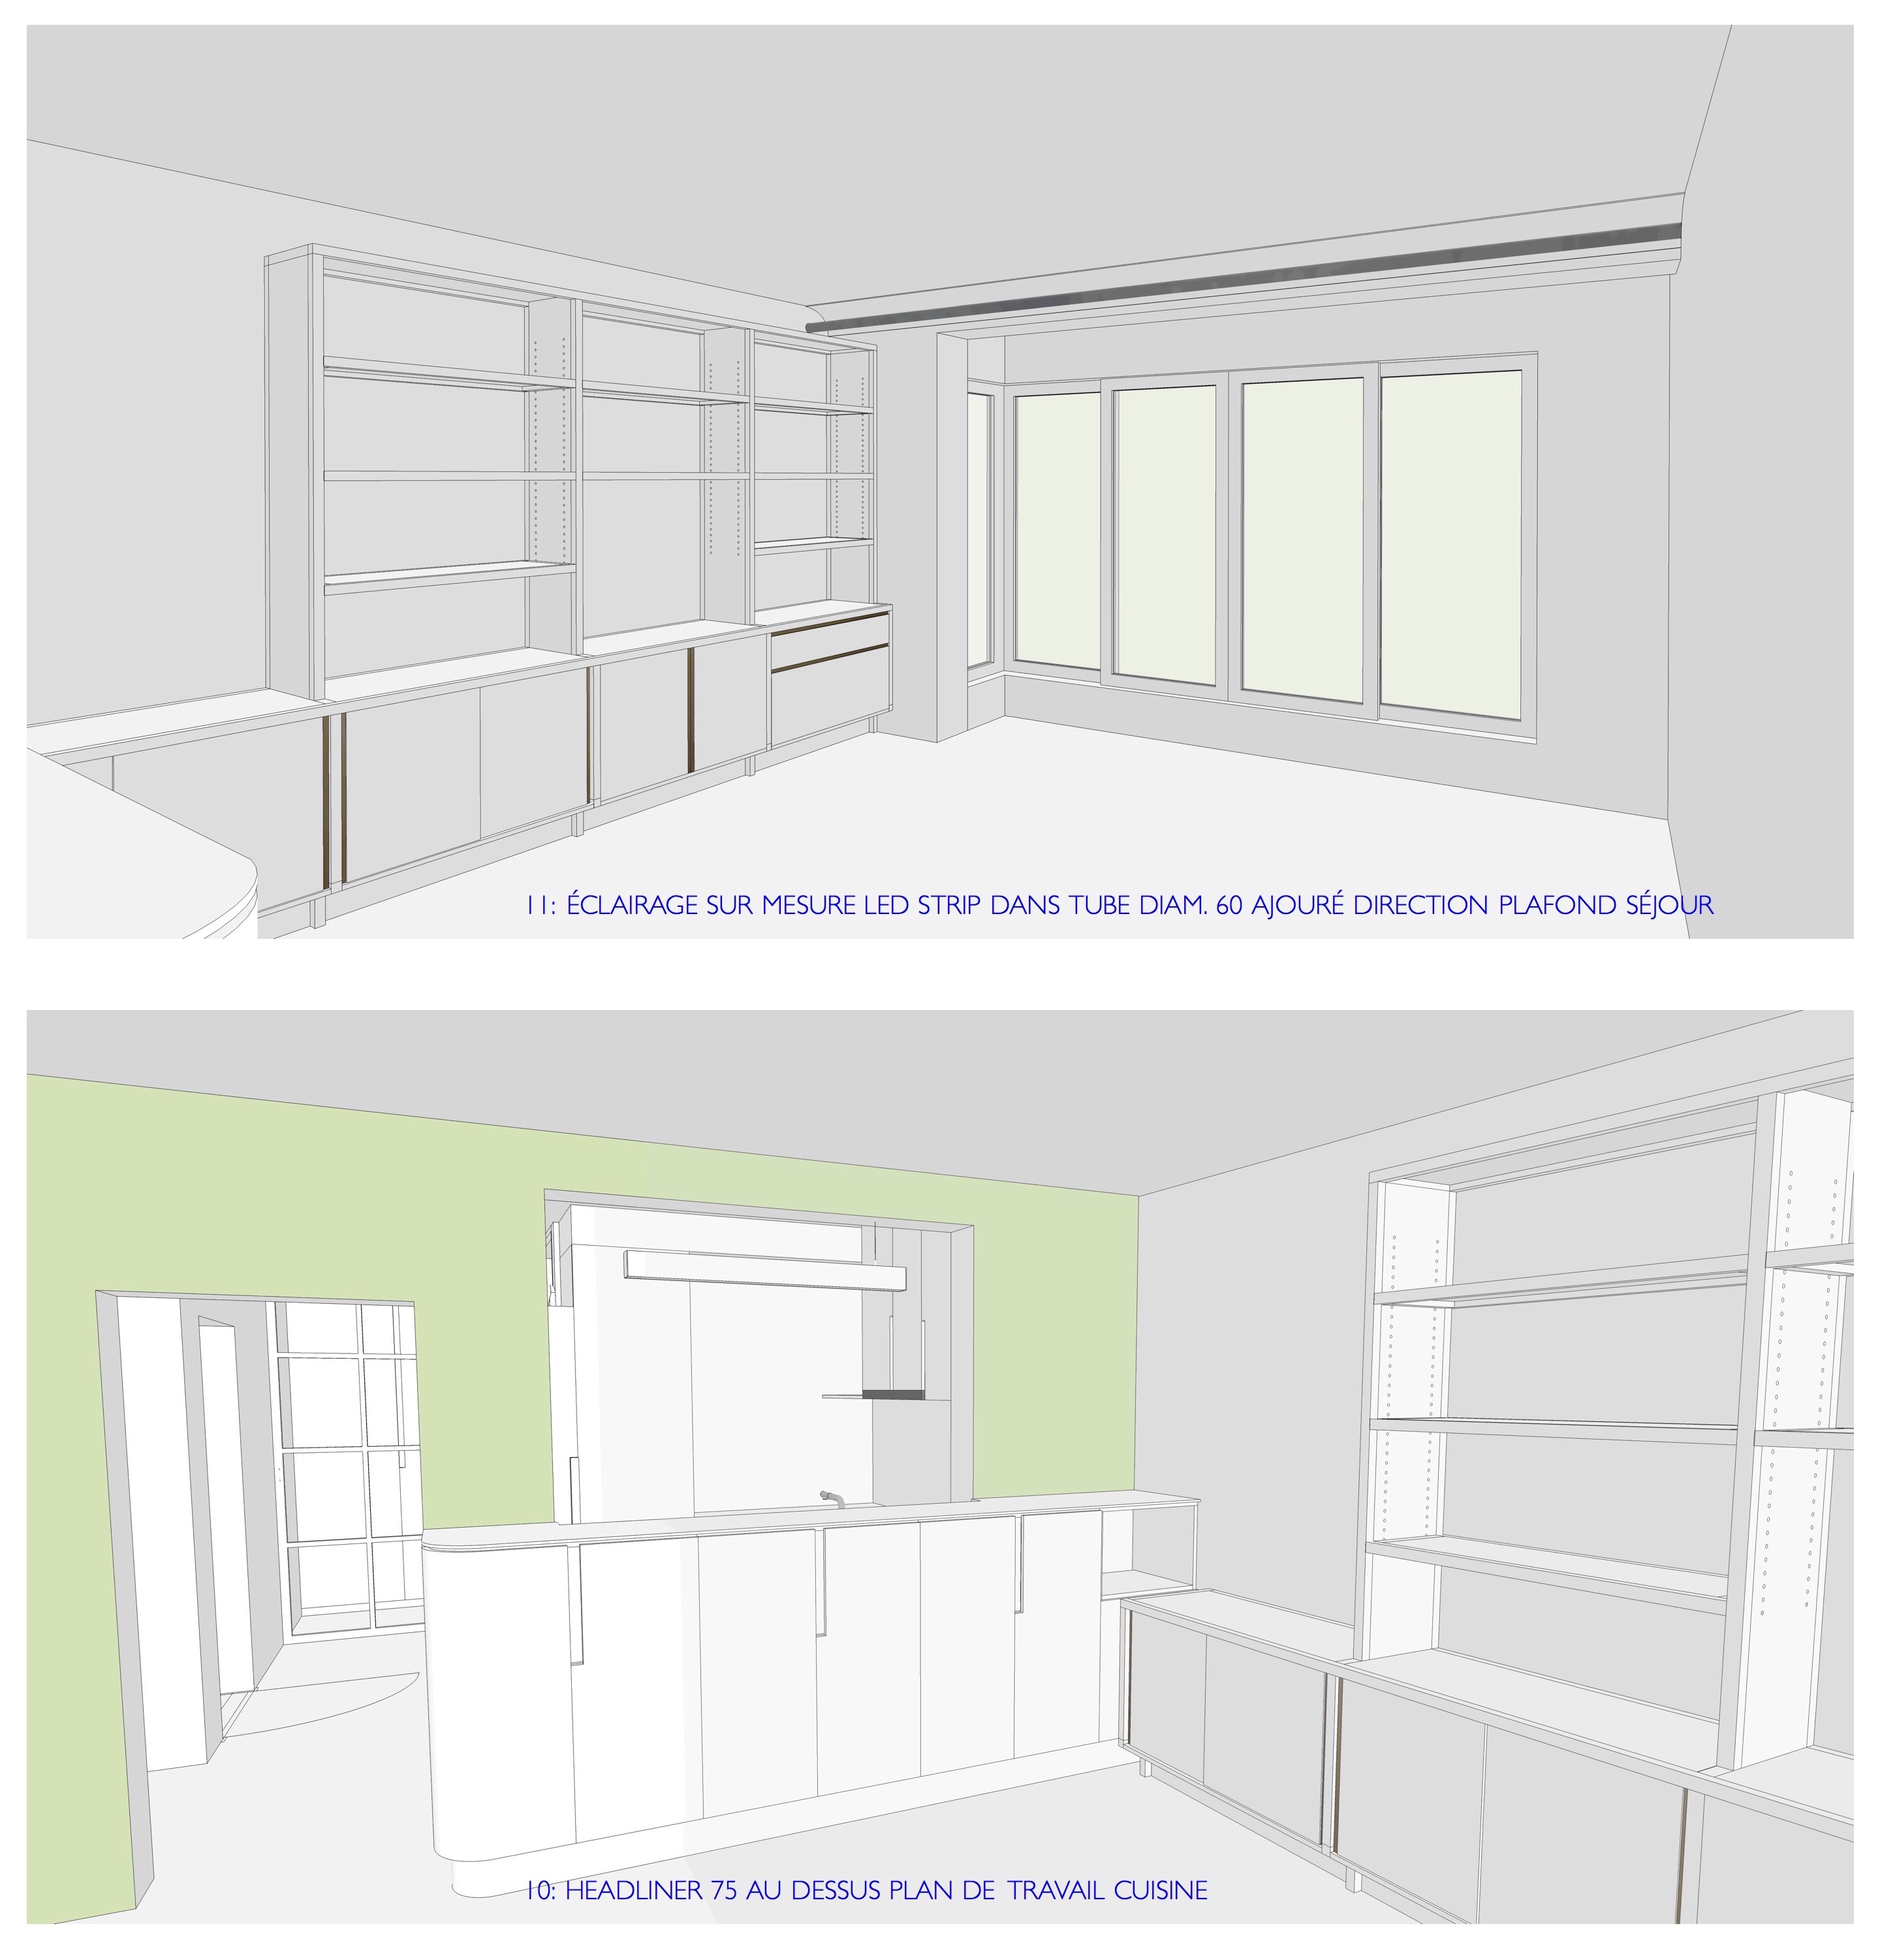 11: ÉCLAIRAGE SUR MESURE LED STRIP DANS TUBE DIAM. 60 AJOURÉ DIRECTION PLAFOND SÉJOUR
10: HEADLINER 75 AU DESSUS PLAN DE TRAVAIL CUISINE